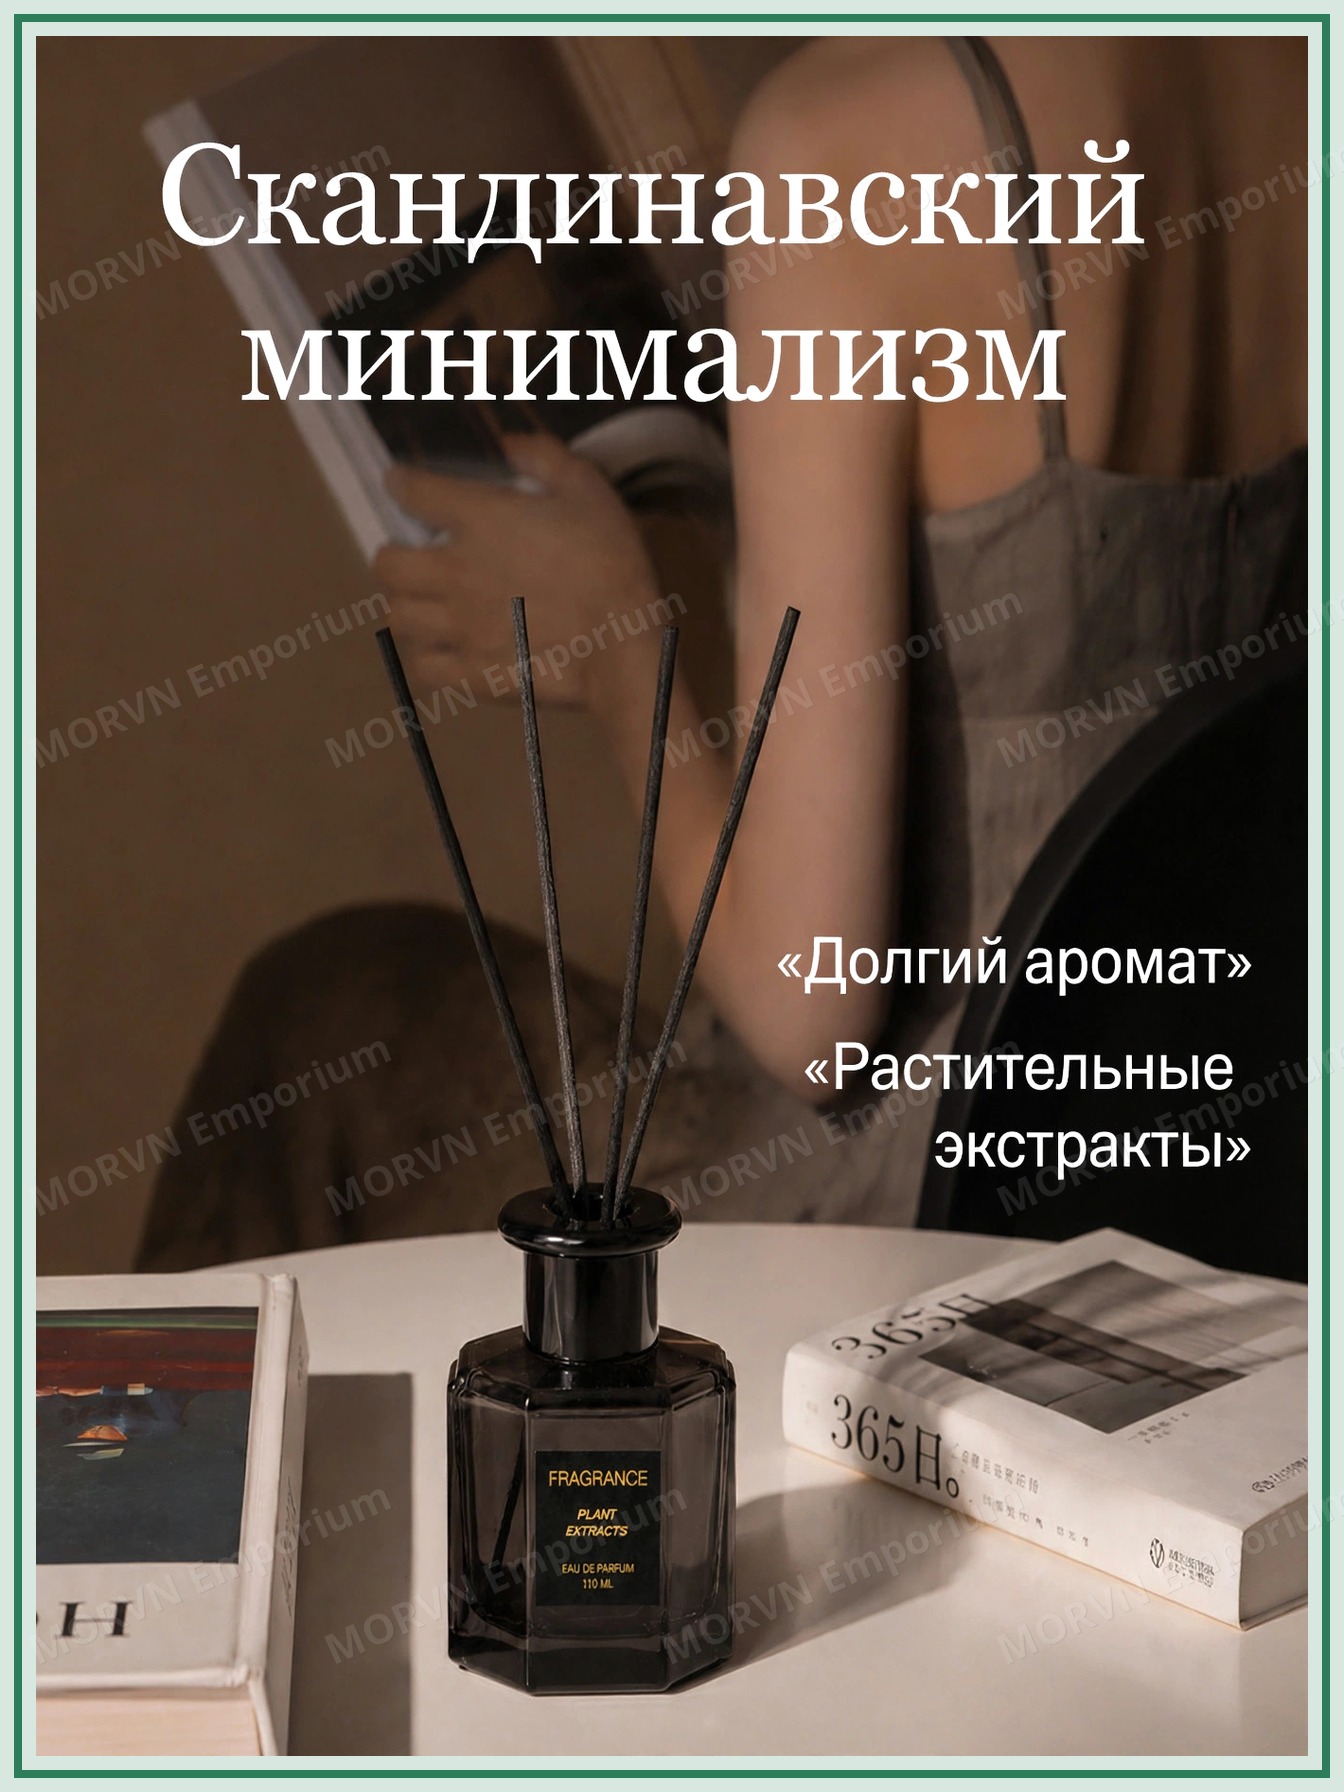 Скандинавский
минимализм
«Долгий аромат»
«Растительные
экстракты»
FRAGRANCE
PLANT
EXTRACTS
EAU DE PARFUM
110 ML
365日
365日。
MORVN Emporium